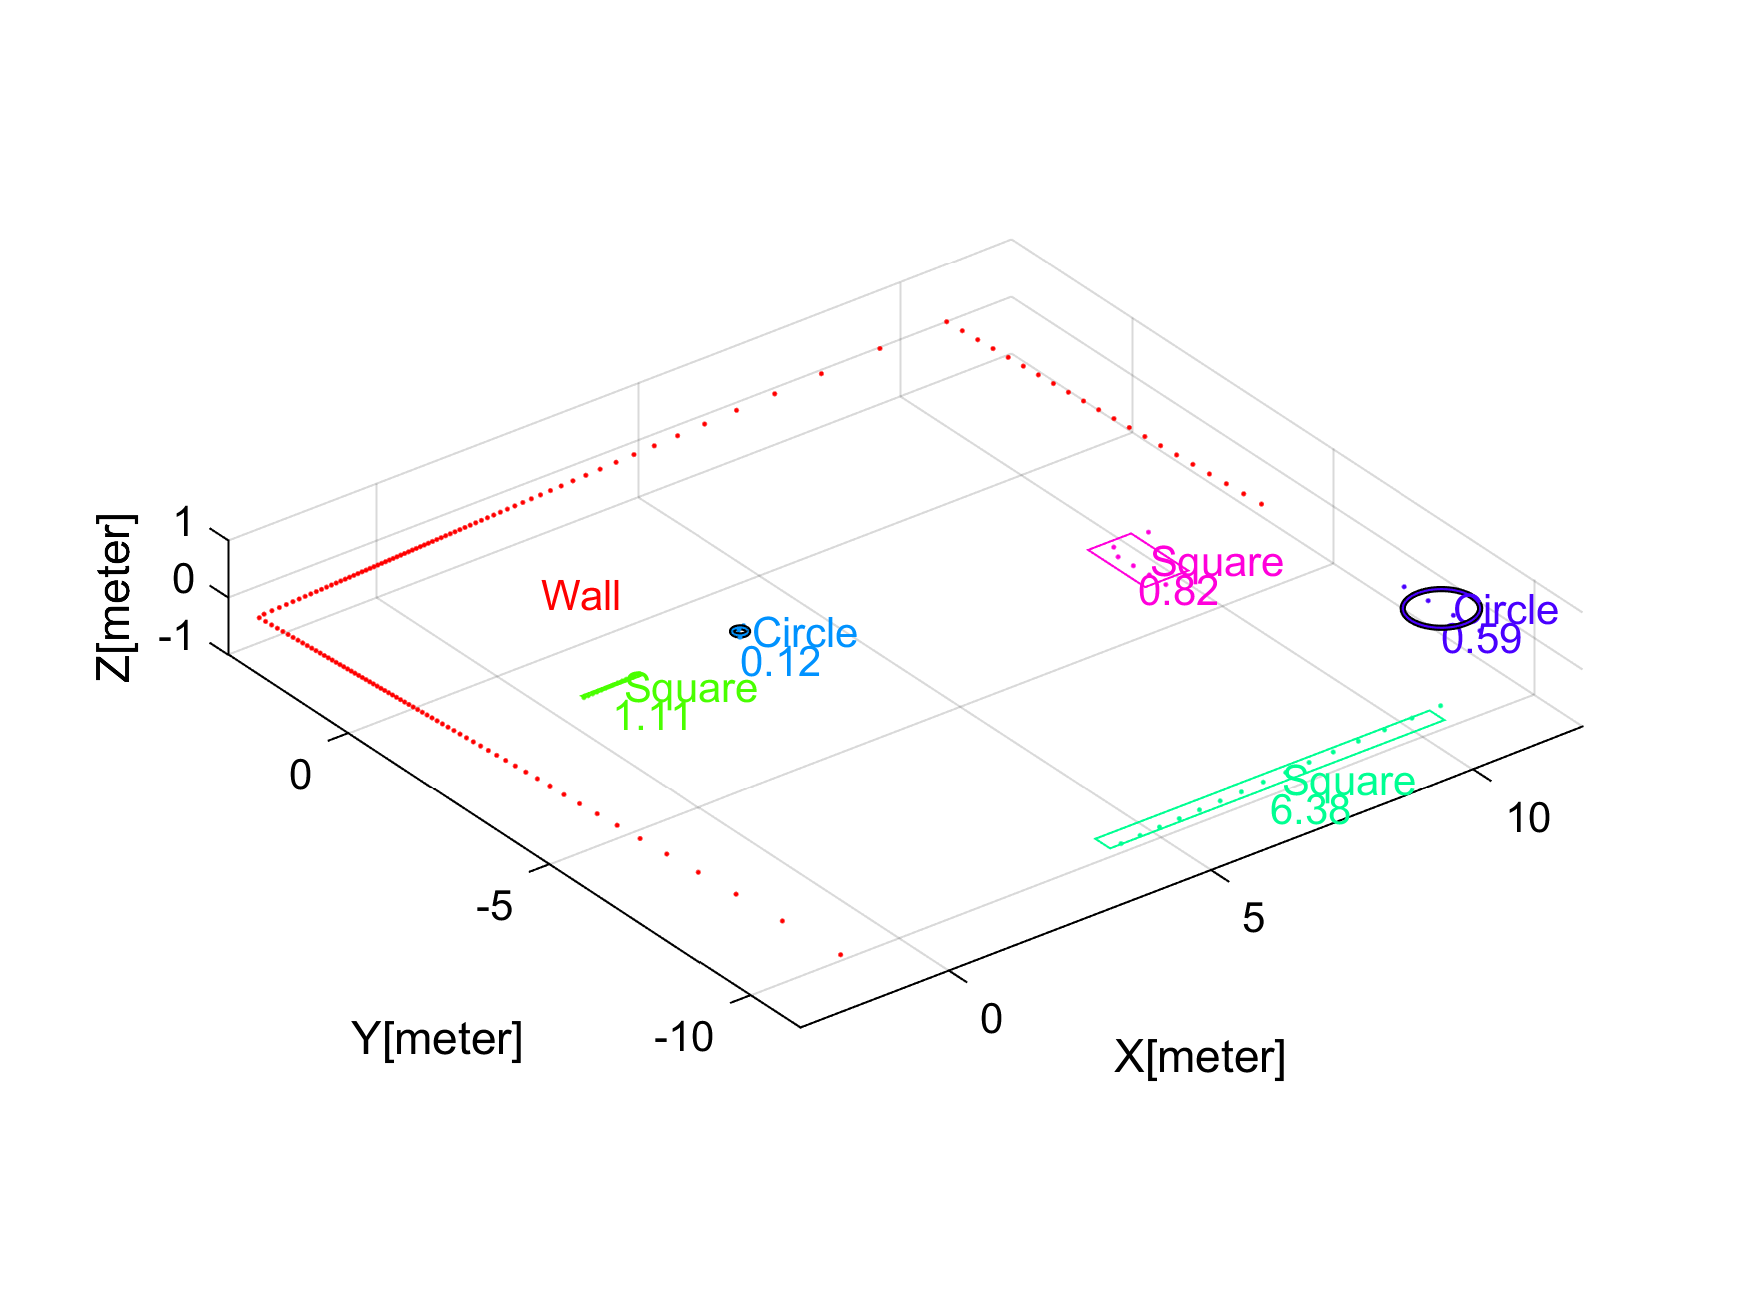 1
0
-1
Z[meter]
Wall
Square
0.82
Circle
0.59
Circle
0.12
Square
1.11
Square
6.38
0
-5
-10
Y[meter]
0
5
10
X[meter]